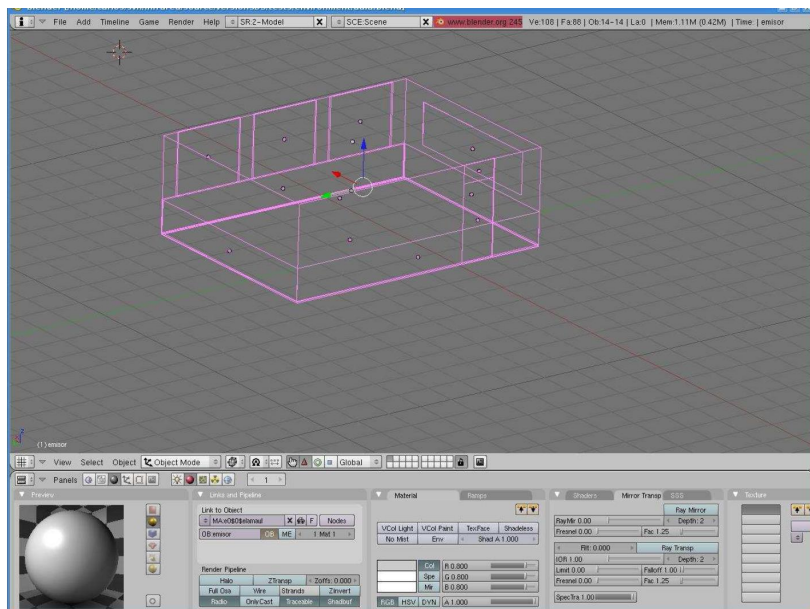 File Add Timeline Game Render Help SR:2-Model X SCE:Scene X www.blender.org 245 Ve:108 | Fa:88 | Ob:14-14 | La:0 | Mem:1.11M (0.42M) | Time: | emisor
z
(1) emisor
View Select Object Object Mode Global
Panels 1
Preview
Links and Pipeline
Link to Object
X F Nodes
OB:emisor OB ME 1 Mat 1
Render Pipeline
Halo ZTransp Zoffs: 0.000
Full Osa Wire Strands ZInvert
Radio OnlyCast Traceable Shadbuf
Material Ramps
VCol Light VCol Paint TexFace Shadeless
No Mist Env Shad A 1.000
Col R 0.800
Spe G 0.800
Mir B 0.800
RGB HSV DYN A 1.000
Shaders Mirror Transp SSS
Ray Mirror
RayMir 0.00 Depth: 2
Fresnel 0.00 Fac 1.25
Filt: 0.000 Ray Transp
IOR 1.00 Depth: 2
Limit 0.00 Falloff 1.00
Fresnel 0.00 Fac 1.25
SpecTra 1.00
Texture